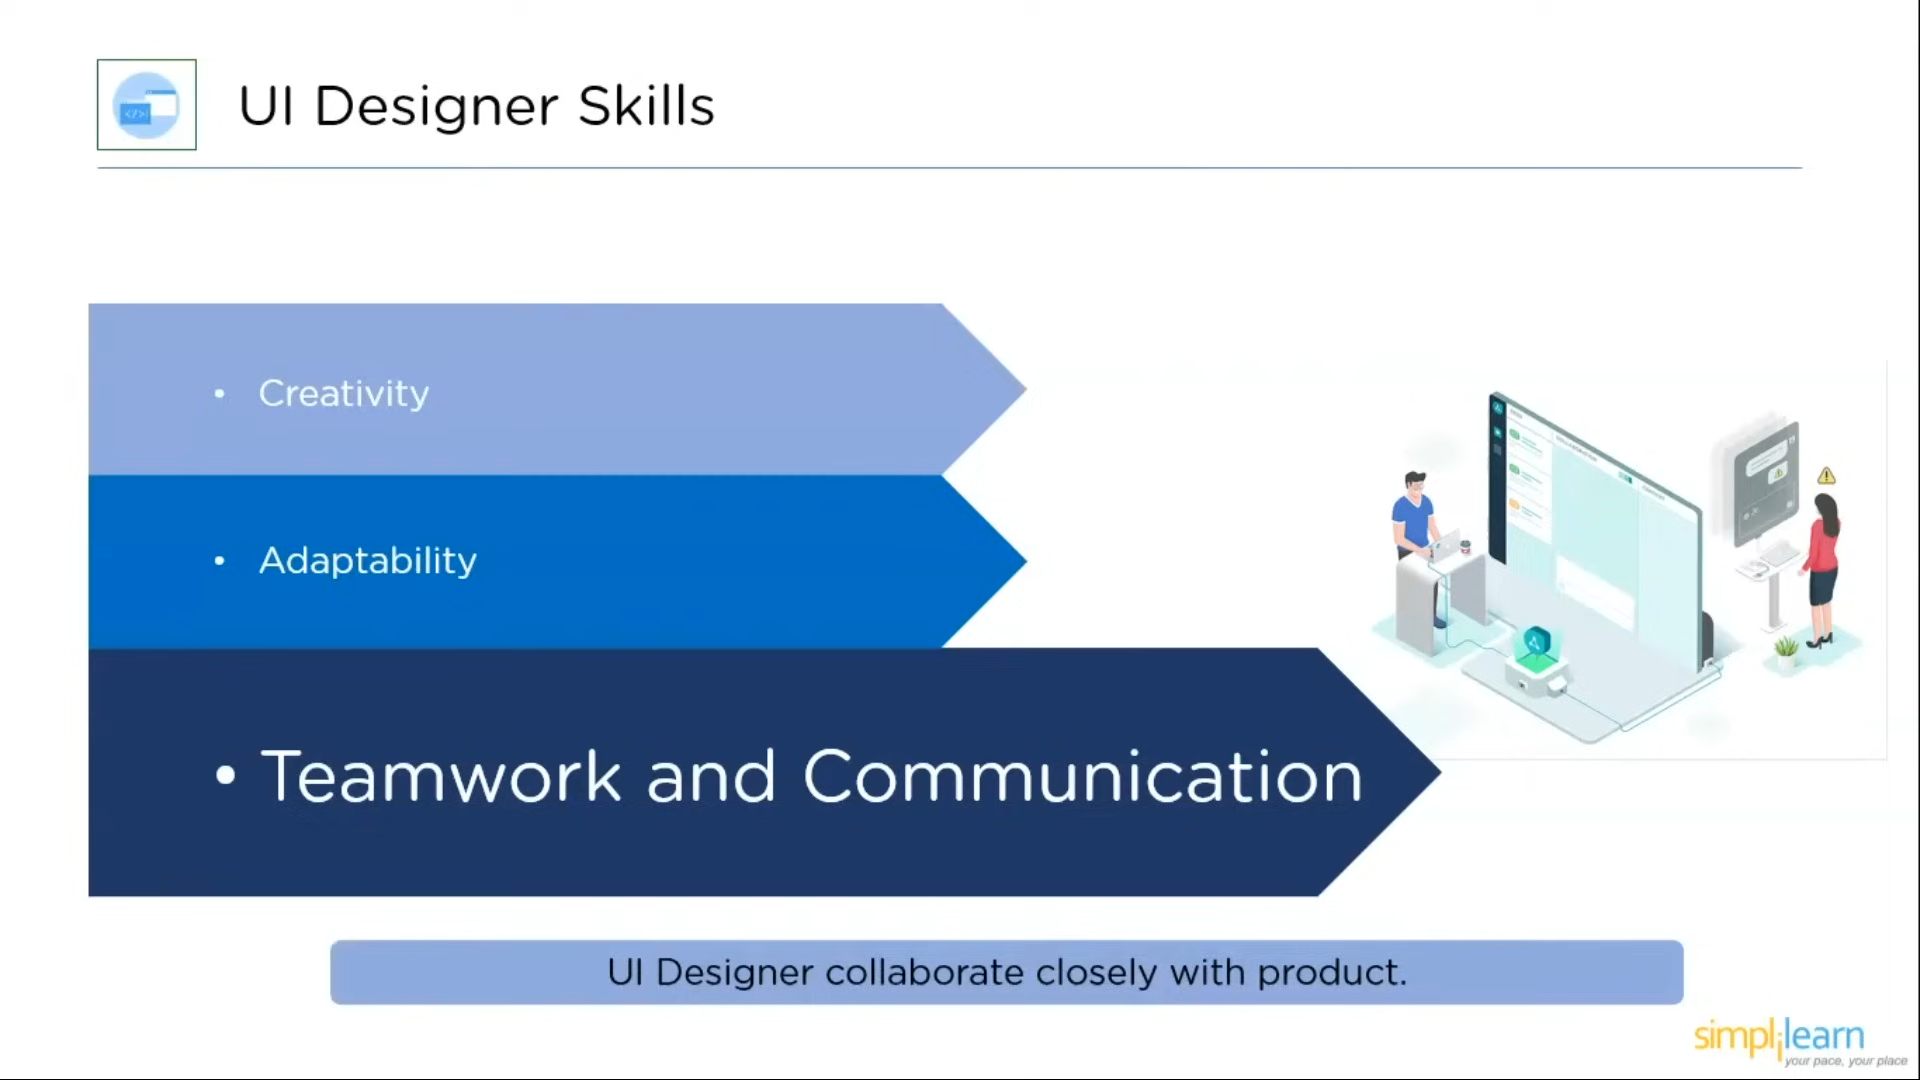 </>
UI Designer Skills
• Creativity
• Adaptability
• Teamwork and Communication
UI Designer collaborate closely with product.
simplilearn
your pace, your place